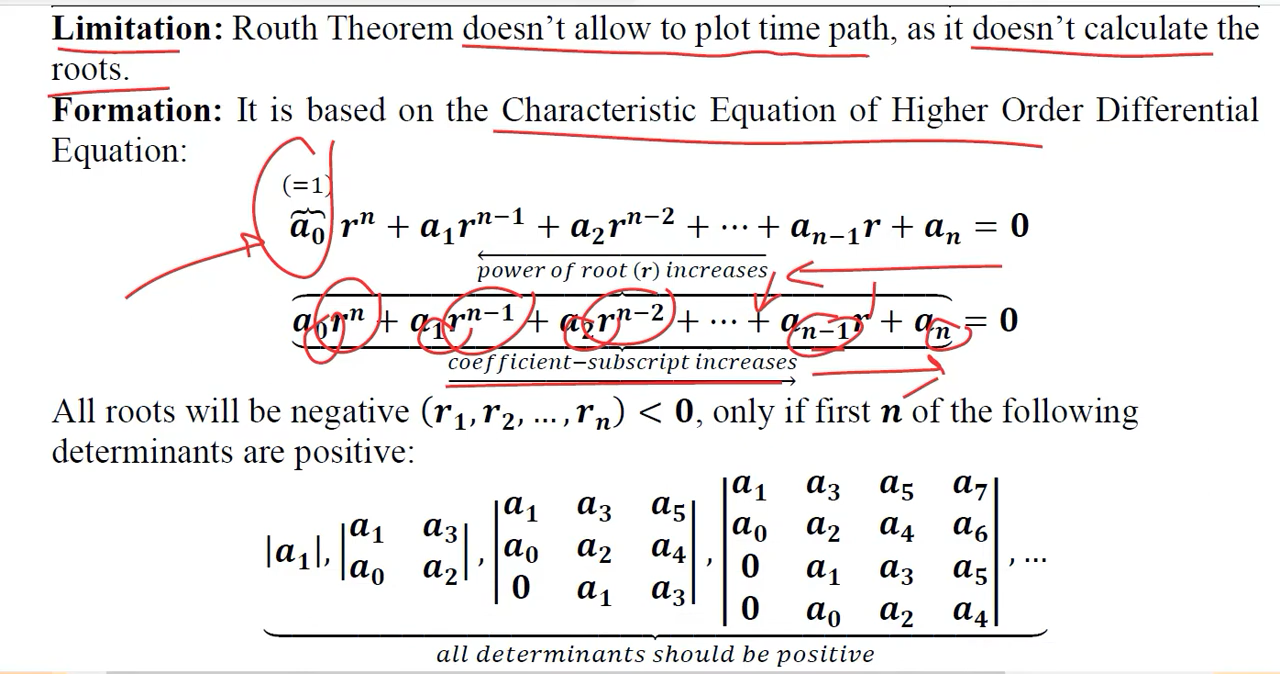 Limitation: Routh Theorem doesn’t allow to plot time path, as it doesn’t calculate the
roots.
Formation: It is based on the Characteristic Equation of Higher Order Differential
Equation:
(=1)
a₀ rⁿ + a₁rⁿ⁻¹ + a₂rⁿ⁻² + ⋯ + aₙ₋₁r + aₙ = 0
power of root (r) increases
a₀rⁿ + a₁rⁿ⁻¹ + a₂rⁿ⁻² + ⋯ + aₙ₋₁r + aₙ = 0
coefficient−subscript increases
All roots will be negative (r₁, r₂, …, rₙ) < 0, only if first n of the following
determinants are positive:
|a₁|, |a₁ a₃|, |a₁ a₃ a₅|, |a₁ a₃ a₅ a₇|, …
|a₀ a₂| |a₀ a₂ a₄| |a₀ a₂ a₄ a₆|
|0 a₁ a₃| |0 a₁ a₃ a₅|
|0 a₀ a₂ a₄|
all determinants should be positive